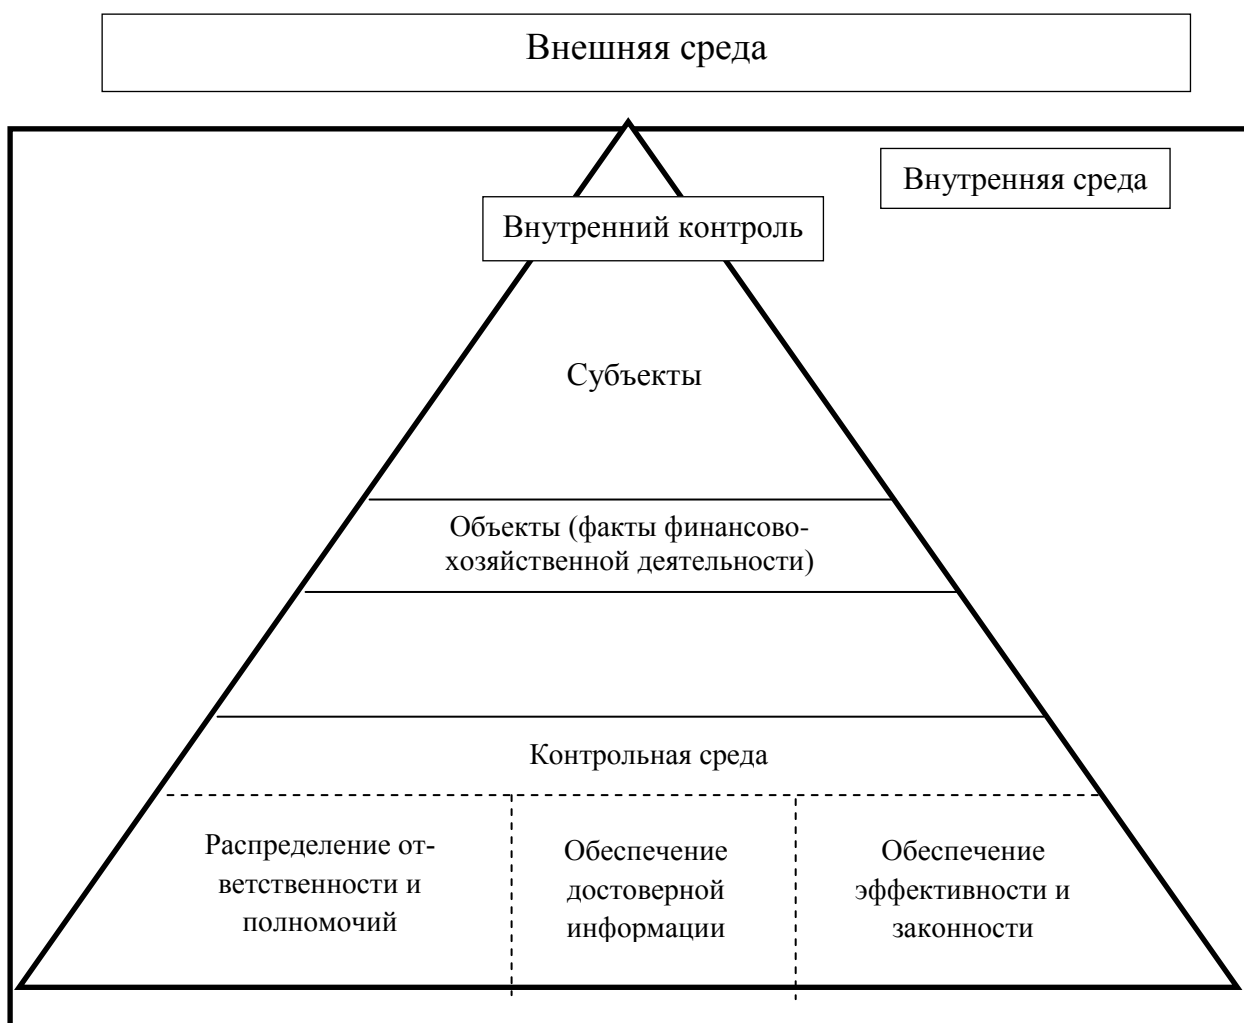 Внешняя среда
Внутренняя среда
Внутренний контроль
Субъекты
Объекты (факты финансово-
хозяйственной деятельности)
Контрольная среда
Распределение от-
ветственности и
полномочий
Обеспечение
достоверной
информации
Обеспечение
эффективности и
законности